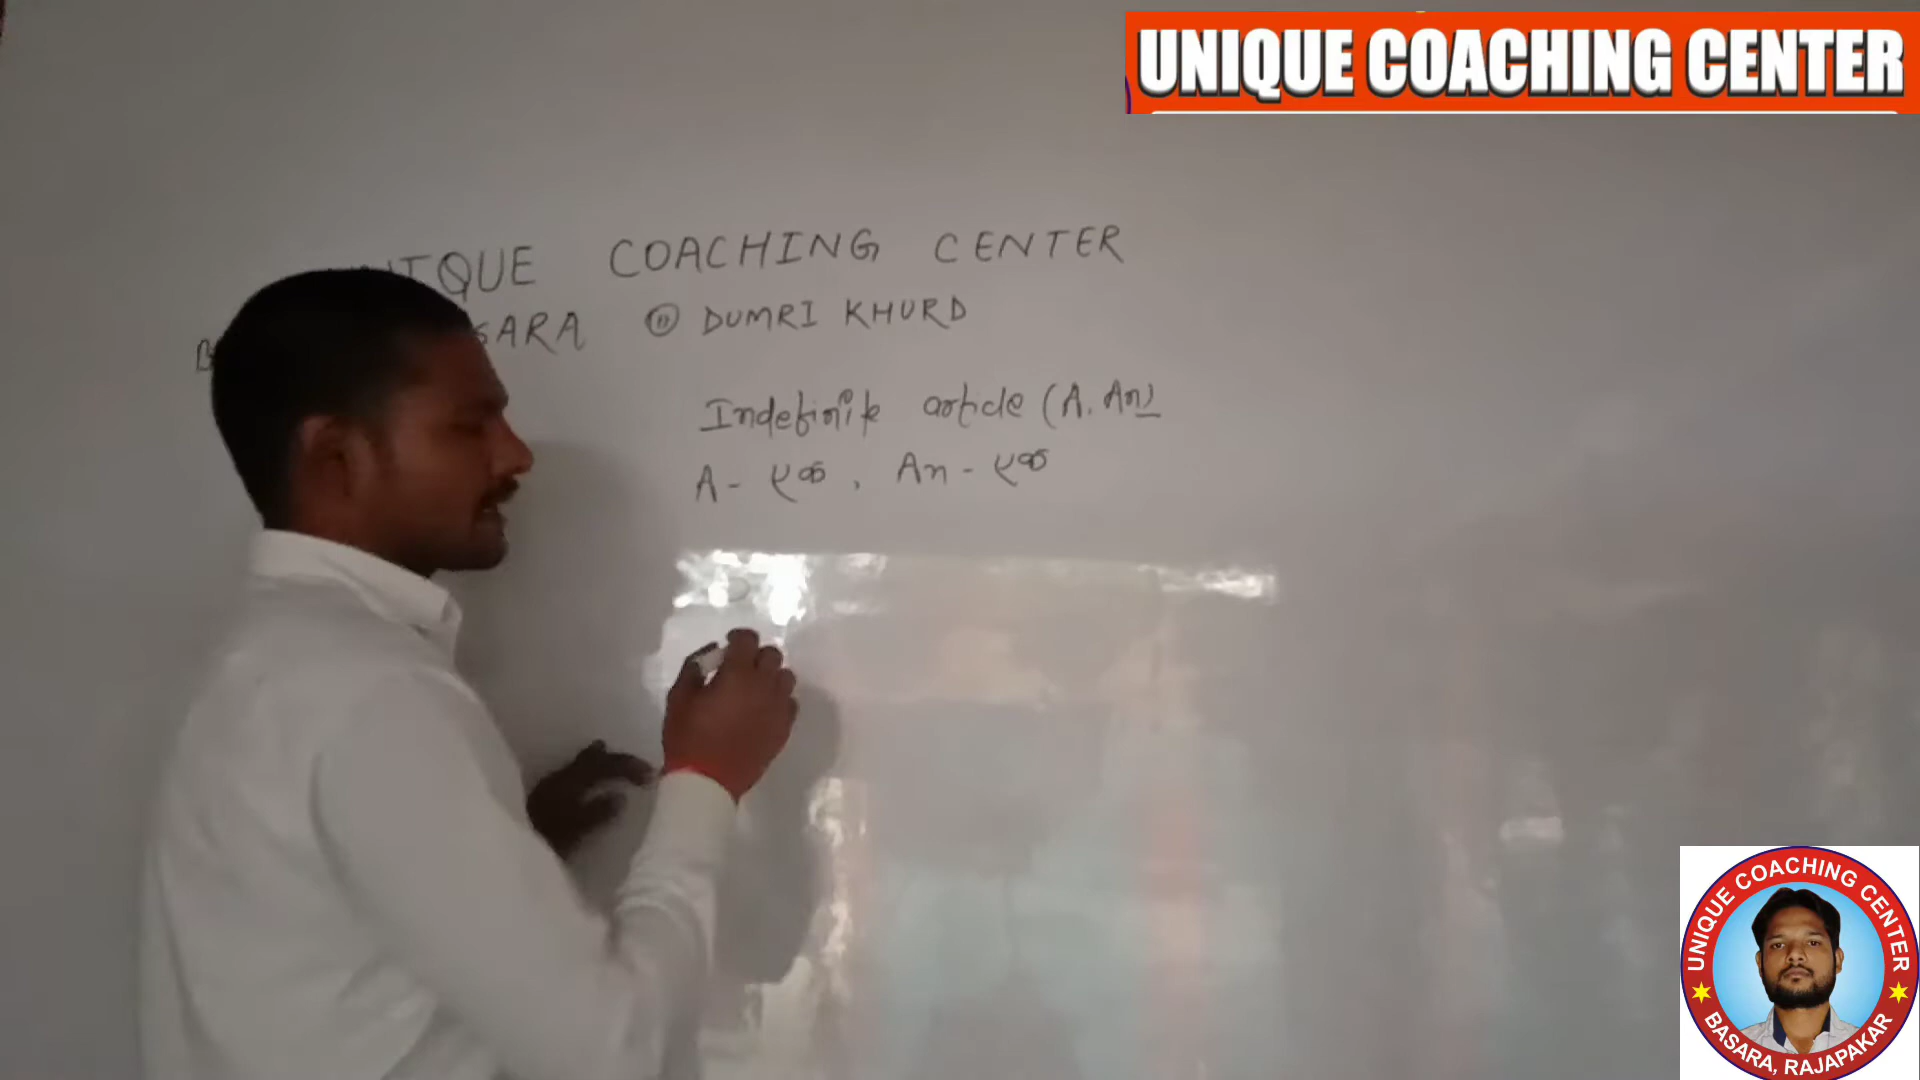 UNIQUE COACHING CENTER
QUE COACHING CENTER
SARA @ DUMRI KHURD
Indefinite article (A, An)
A - एक, An - एक
UNIQUE COACHING CENTER
BASARA, RAJAPAKAR